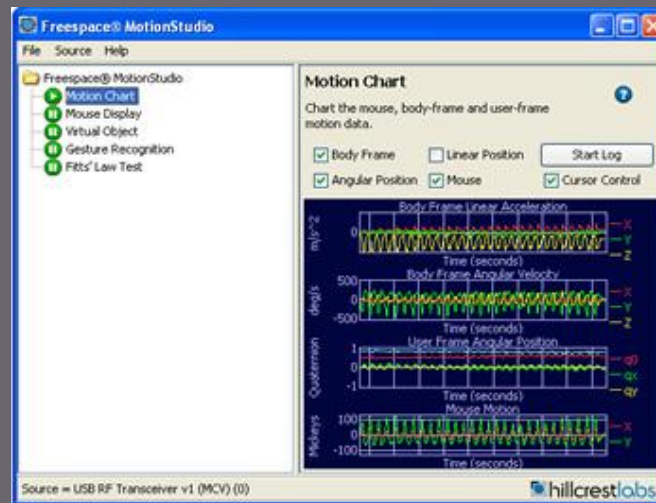 Freespace® MotionStudio
File Source Help
Freespace® MotionStudio
Motion Chart
Mouse Display
Virtual Object
Gesture Recognition
Fitts' Law Test
Motion Chart
Chart the mouse, body-frame and user-frame
motion data.
Body Frame Linear Position Start Log
Angular Position Mouse Cursor Control
Body Frame Linear Acceleration
m/s^2
0
X
Y
Z
Time (seconds)
Body Frame Angular Velocity
deg/s
500
0
-500
X
Y
Z
Time (seconds)
User Frame Angular Position
Quaternion
1
0
-1
q0
qx
qy
Time (seconds)
Mouse Motion
Mickeys
100
0
-100
X
Y
Time (seconds)
Source = USB RF Transceiver v1 (MCV) (0)
hillcrestlabs